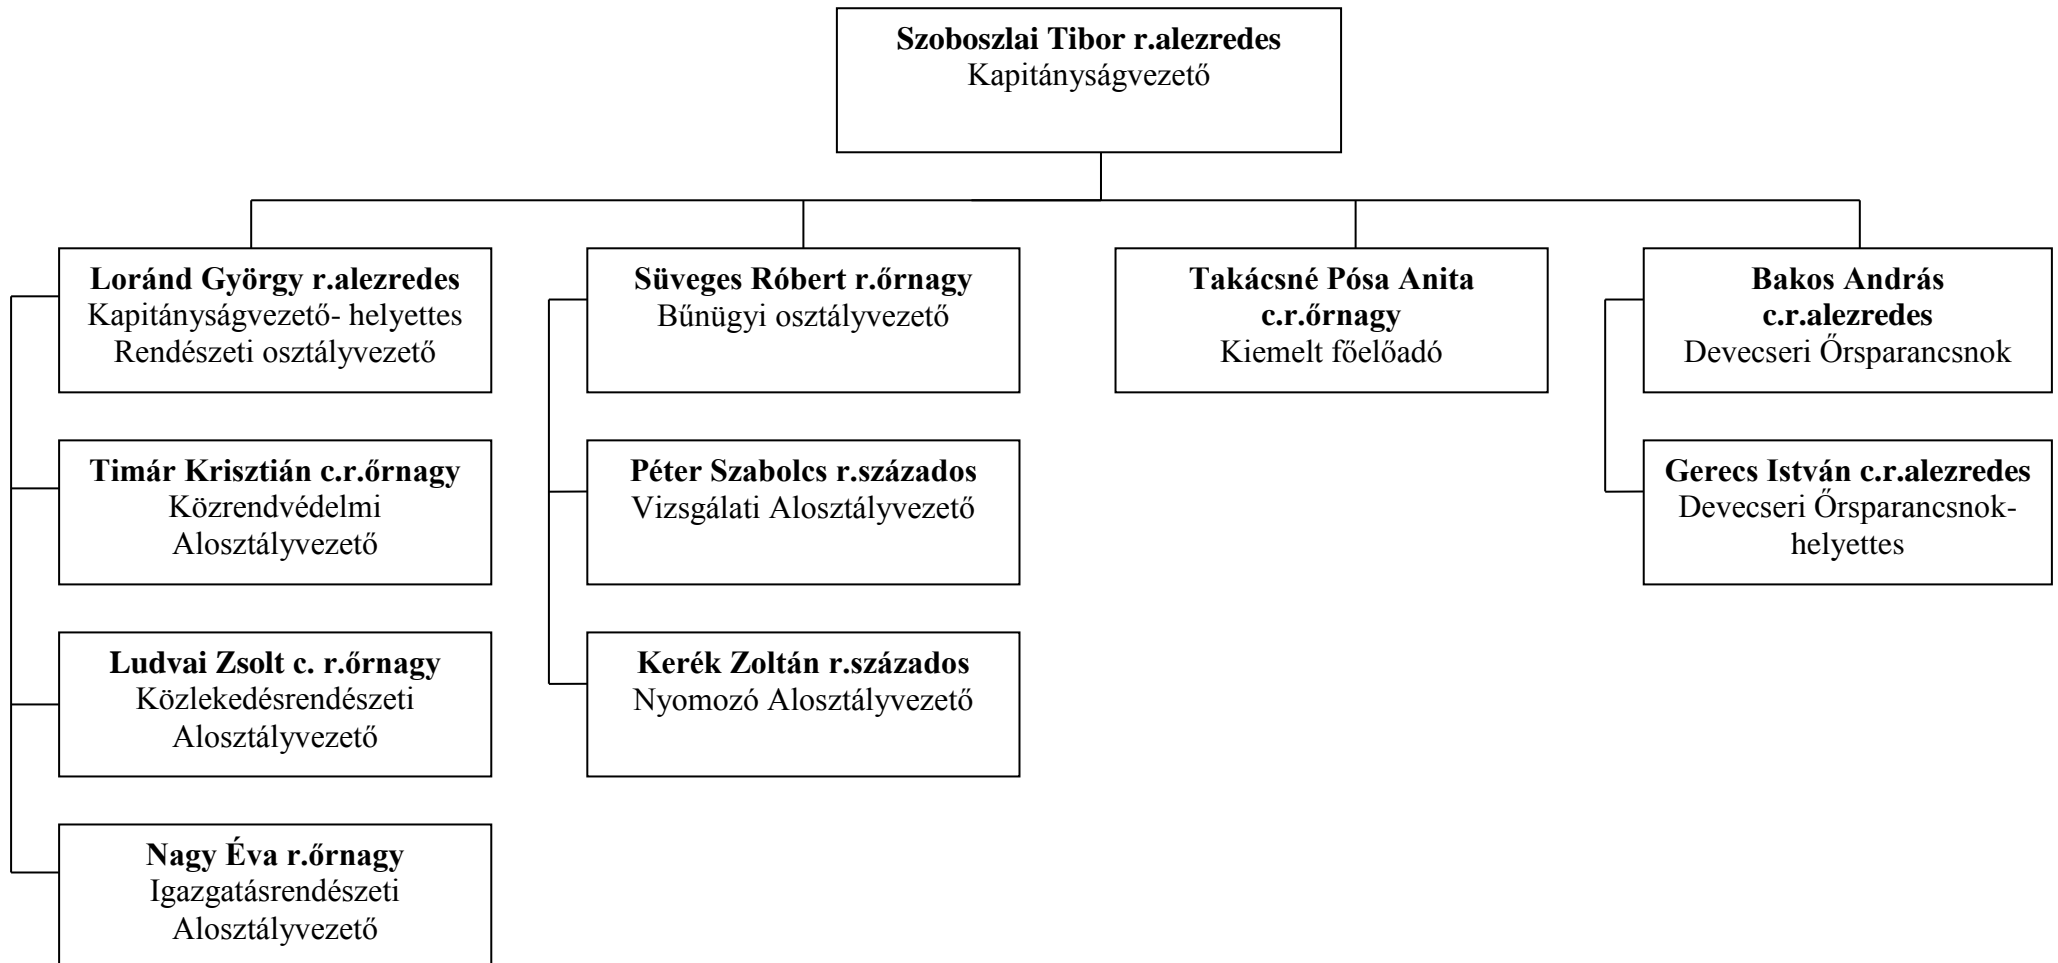 Szoboszlai Tibor r.alezredes
Kapitányságvezető
Loránd György r.alezredes
Kapitányságvezető- helyettes
Rendészeti osztályvezető
Süveges Róbert r.őrnagy
Bűnügyi osztályvezető
Takácsné Pósa Anita
c.r.őrnagy
Kiemelt főelőadó
Bakos András
c.r.alezredes
Devecseri Őrsparancsnok
Timár Krisztián c.r.őrnagy
Közrendvédelmi
Alosztályvezető
Péter Szabolcs r.százados
Vizsgálati Alosztályvezető
Gerecs István c.r.alezredes
Devecseri Őrsparancsnok-
helyettes
Ludvai Zsolt c. r.őrnagy
Közlekedésrendészeti
Alosztályvezető
Kerék Zoltán r.százados
Nyomozó Alosztályvezető
Nagy Éva r.őrnagy
Igazgatásrendészeti
Alosztályvezető